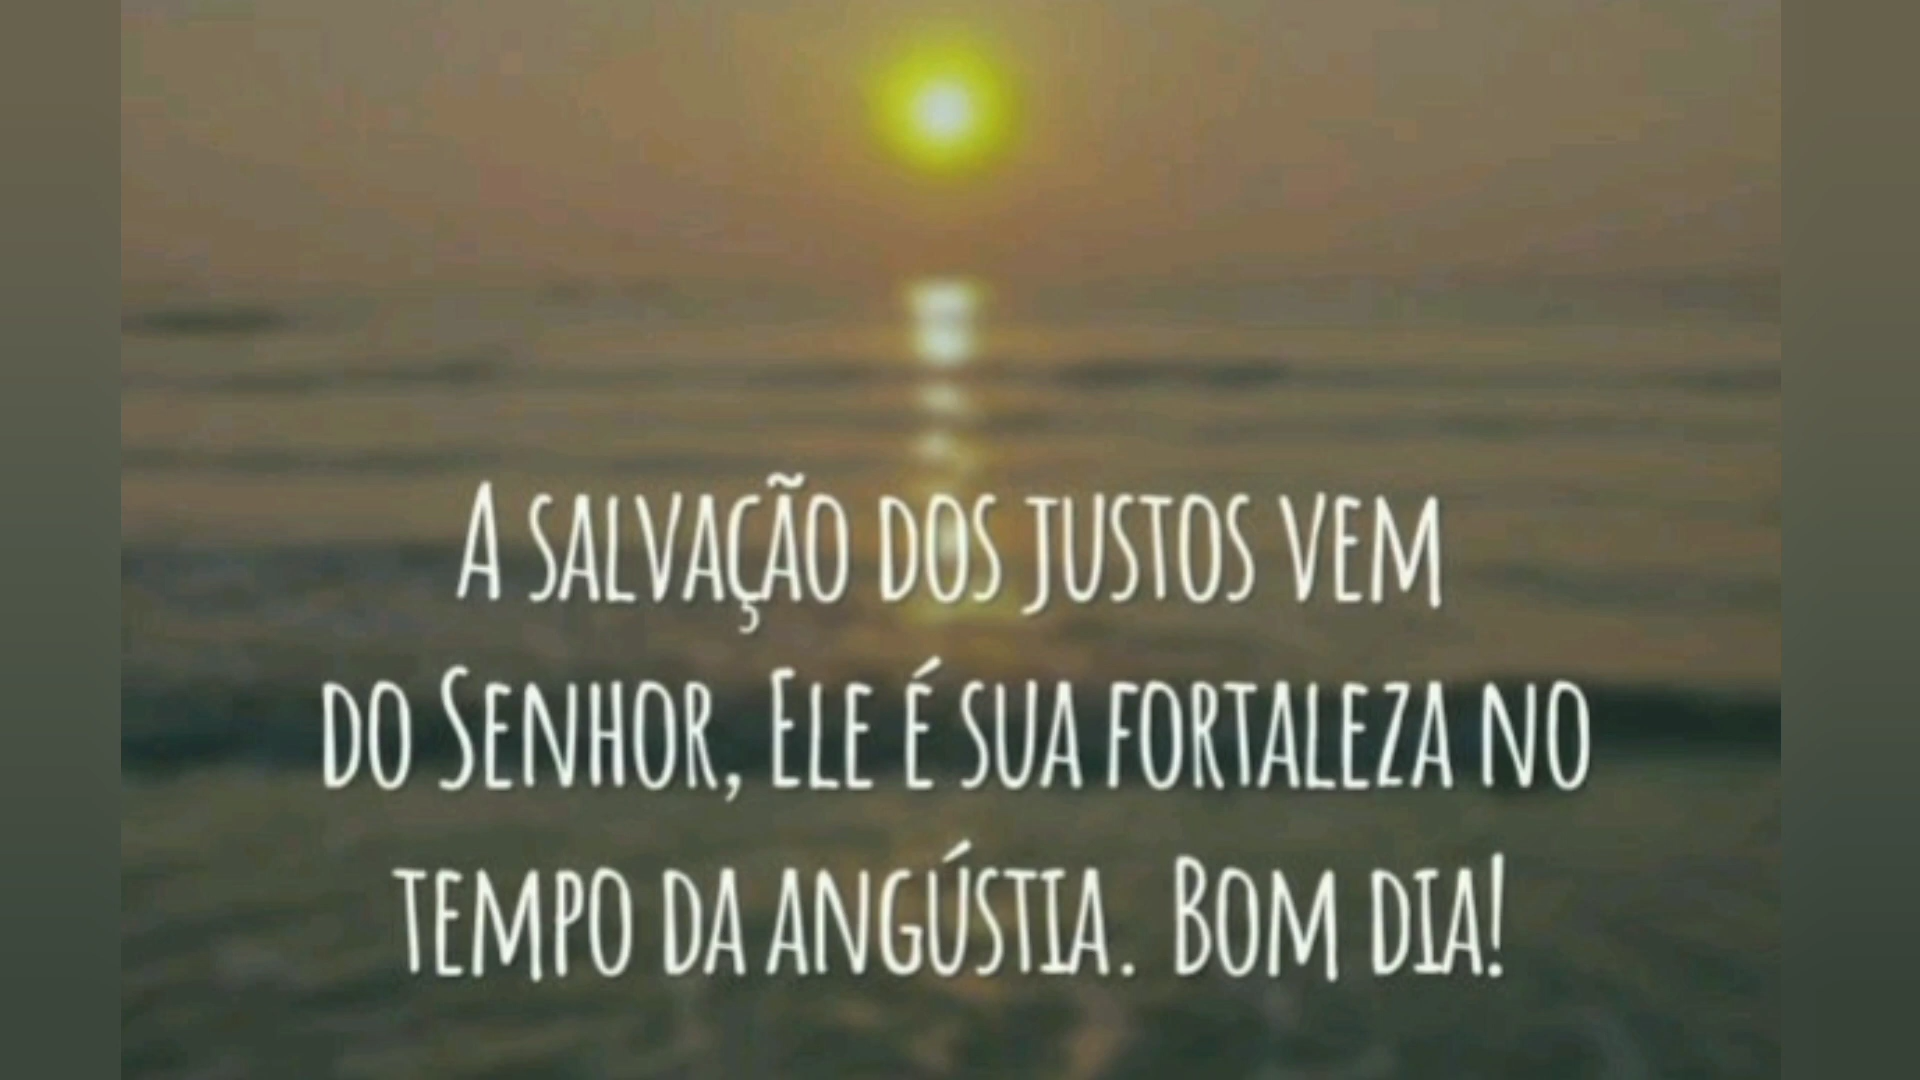 A salvação dos justos vem
do Senhor, Ele é sua fortaleza no
tempo da angústia. Bom dia!